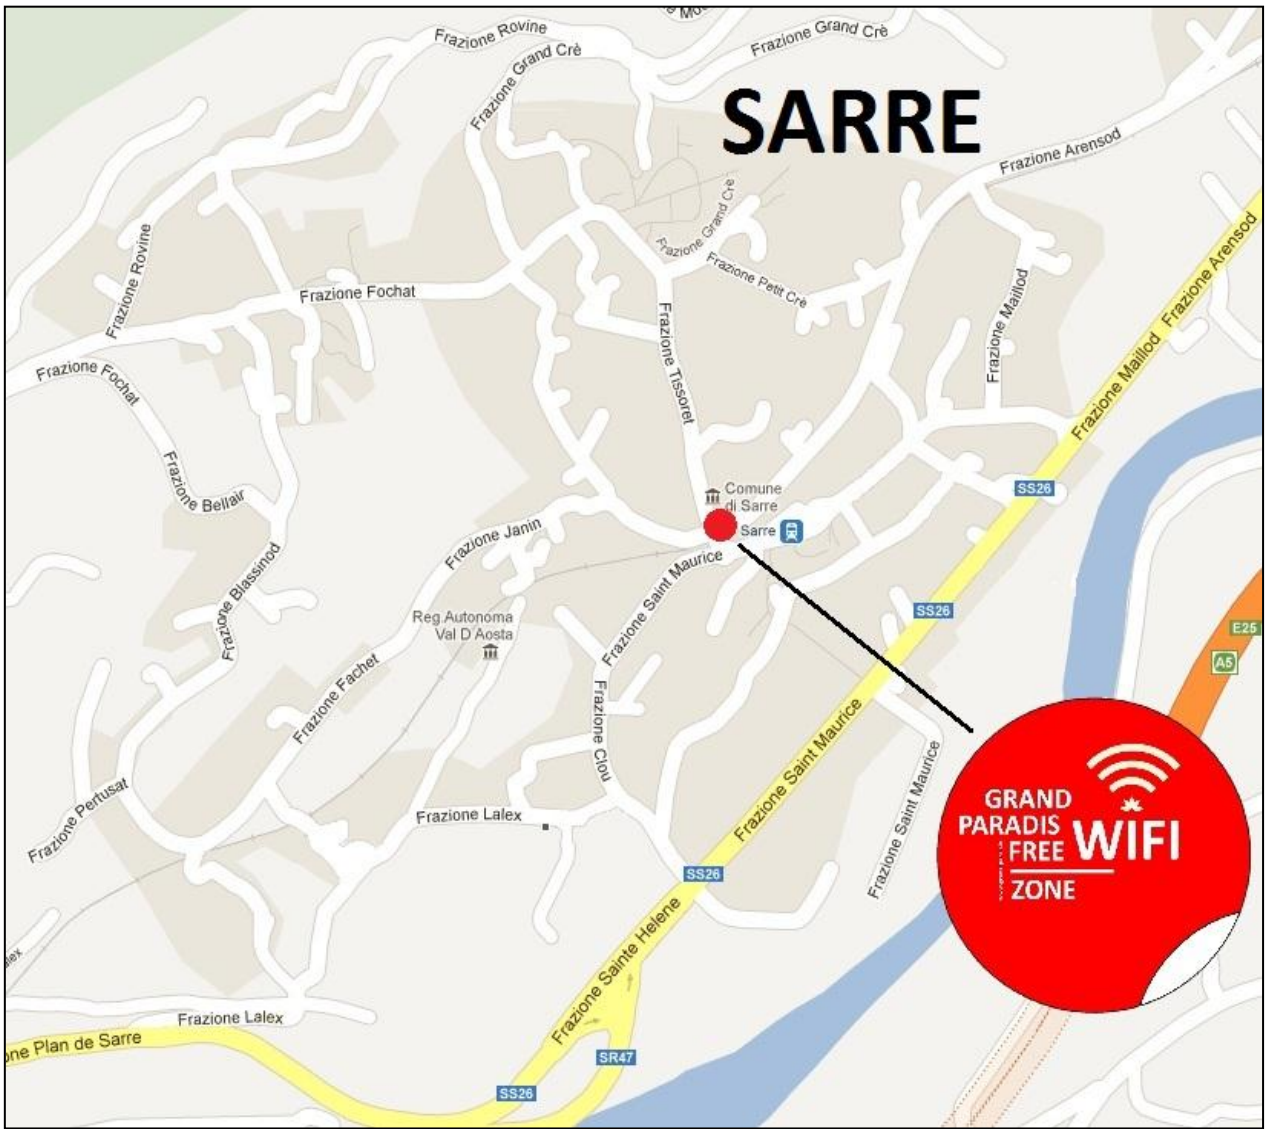 Frazione Rovine
Frazione Grand Crè
Frazione Grand Crè
SARRE
Frazione Arensod
Frazione Grand Crè
Frazione Rovine
Frazione Petit Crè
Frazione Arensod
Frazione Fochat
Frazione Maillod
Frazione Tissoret
Frazione Maillod
Frazione Fochat
Frazione Bellair
Comune
di Sarre
SS26
Sarre
Frazione Janin
Frazione Saint Maurice
Frazione Blassinod
SS26
Reg.Autonoma
Val D'Aosta
E25
A5
Frazione Fachet
Frazione Clou
Frazione Saint Maurice
Frazione Saint Maurice
Frazione Pertusat
Frazione Lalex
GRAND
PARADIS
FREE WIFI
ZONE
SS26
Frazione Sainte Helene
Frazione Lalex
one Plan de Sarre
SR47
SS26